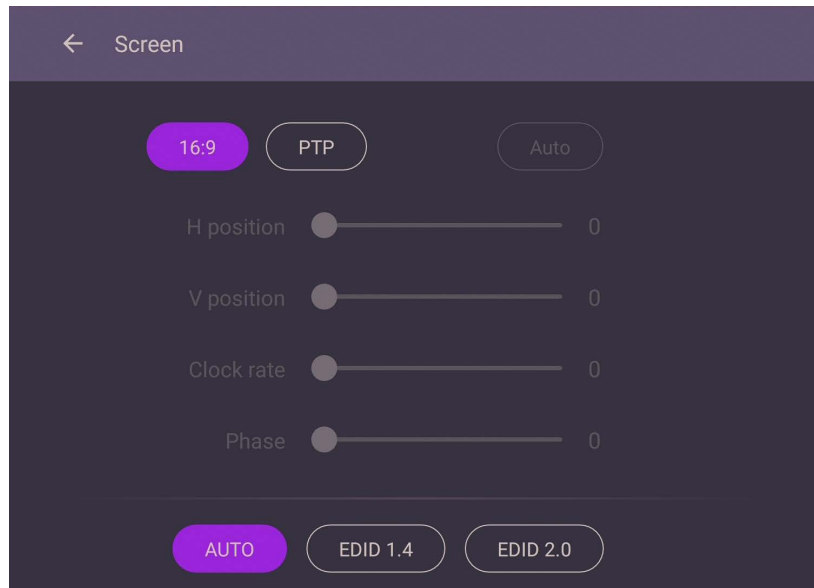 Screen
16:9 PTP Auto
H position 0
V position 0
Clock rate 0
Phase 0
AUTO EDID 1.4 EDID 2.0